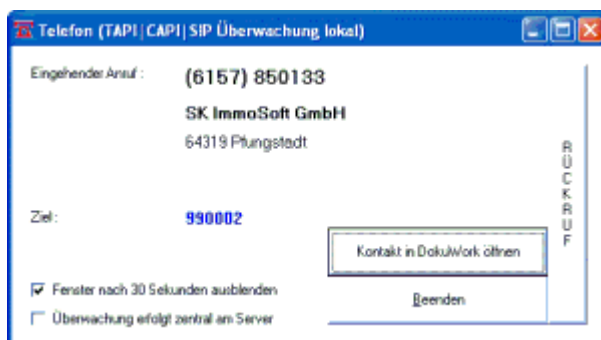 Telefon (TAPI|CAPI|SIP Überwachung lokal)
Eingehender Anruf :
(6157) 850133
SK ImmoSoft GmbH
64319 Pfungstadt
Ziel :
990002
RÜCKRUF
Kontakt in DokuWork öffnen
Fenster nach 30 Sekunden ausblenden
Beenden
Überwachung erfolgt zentral am Server